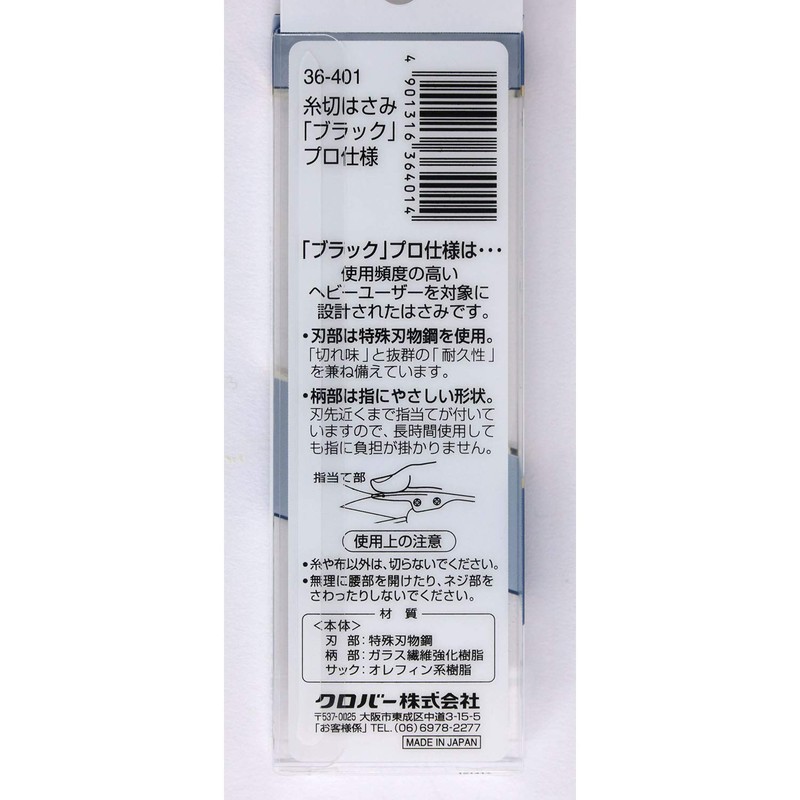 36-401
糸切はさみ
「ブラック」
プロ仕様
4 901316 364014
「ブラック」プロ仕様は・・・
使用頻度の高い
ヘビーユーザーを対象に
設計されたはさみです。
・刃部は特殊刃物鋼を使用。
「切れ味」と抜群の「耐久性」
を兼ね備えています。
・柄部は指にやさしい形状。
刃先近くまで指当てが付いて
いますので、長時間使用して
も指に負担が掛かりません。
指当て部
使用上の注意
●糸や布以外は、切らないでください。
●無理に腰部を開けたり、ネジ部を
さわったりしないでください。
材 質
<本体>
刃 部:特殊刃物鋼
柄 部:ガラス繊維強化樹脂
サック:オレフィン系樹脂
クロバー株式会社
〒537-0025 大阪市東成区中道3-15-5
「お客様係」TEL.(06)6978-2277
MADE IN JAPAN